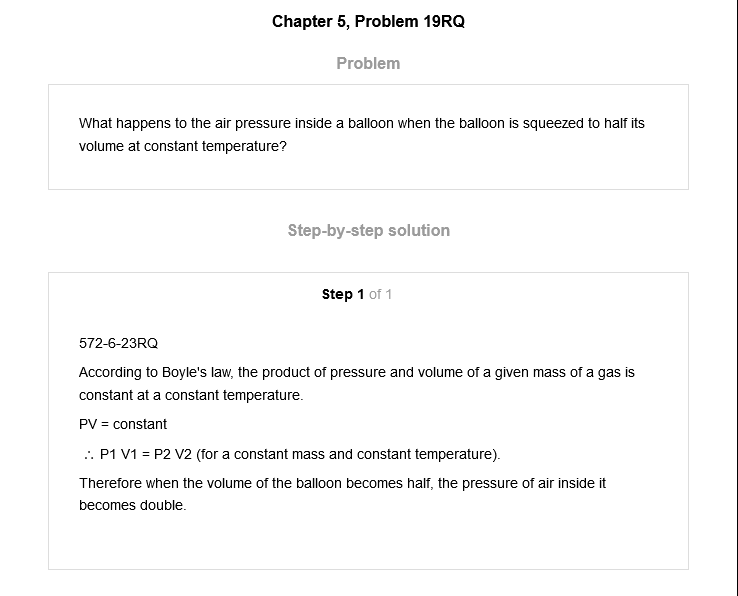 Chapter 5, Problem 19RQ
Problem
What happens to the air pressure inside a balloon when the balloon is squeezed to half its
volume at constant temperature?
Step-by-step solution
Step 1 of 1
572-6-23RQ
According to Boyle's law, the product of pressure and volume of a given mass of a gas is
constant at a constant temperature.
PV = constant
∴ P1 V1 = P2 V2 (for a constant mass and constant temperature).
Therefore when the volume of the balloon becomes half, the pressure of air inside it
becomes double.